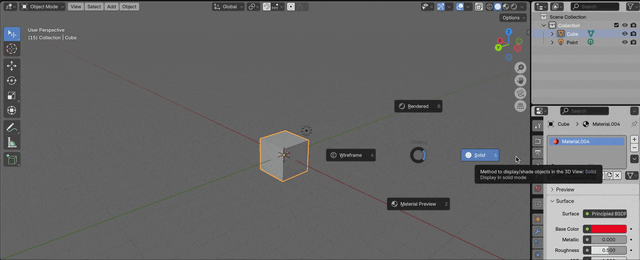 Object Mode
View Select Add Object
Global
Options
User Perspective
(15) Collection | Cube
Scene Collection
Collection
Cube
Point
Search
Rendered 8
Wireframe 4
Solid 6
Material Preview 2
Method to display/shade objects in the 3D View: Solid
Display in solid mode
Cube > Material.004
Material.004
Preview
Surface
Surface Principled BSDF
Base Color
Metallic 0.000
Roughness 0.500